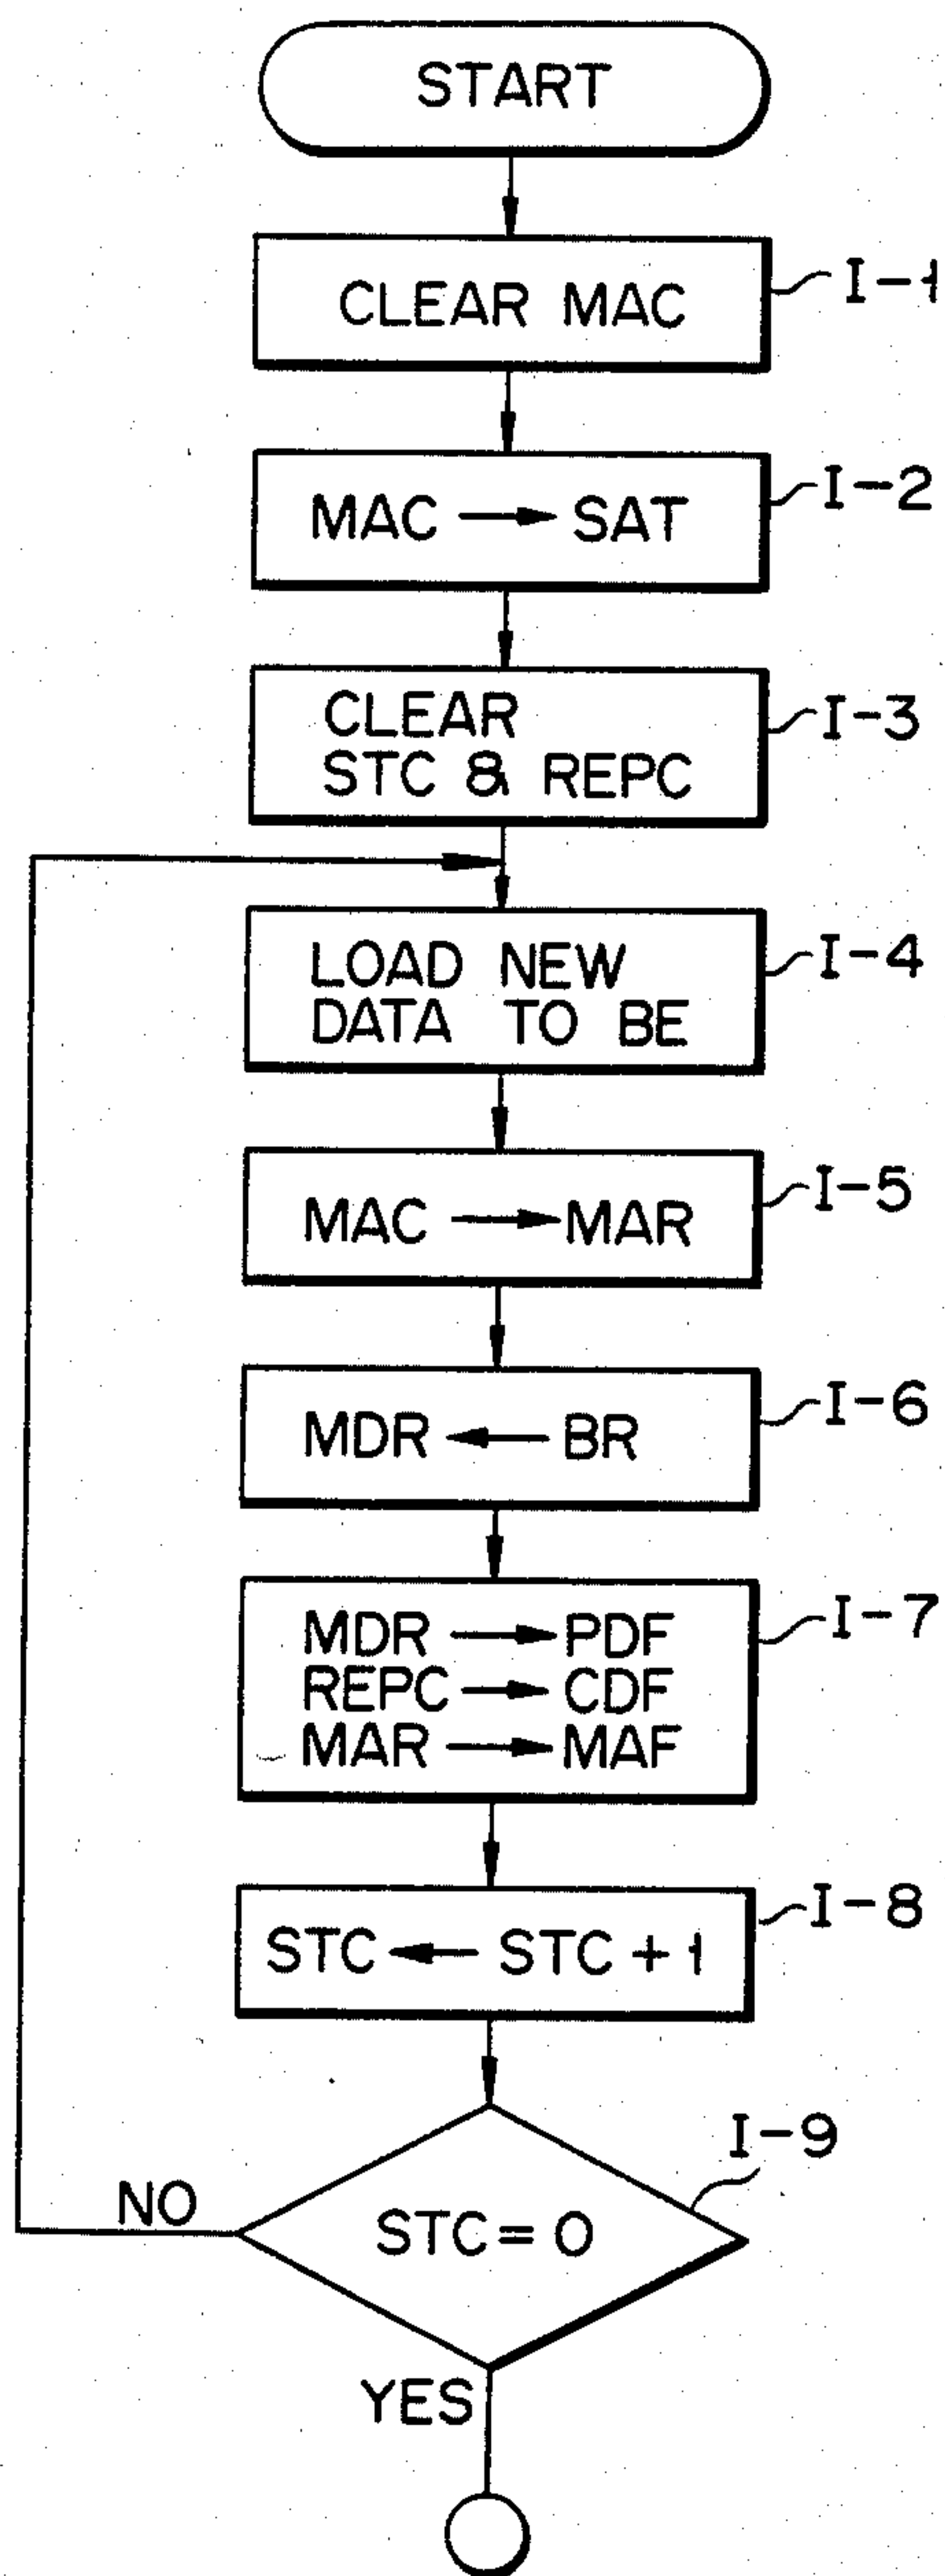 START
CLEAR MAC
I-1
MAC → SAT
I-2
CLEAR
STC & REPC
I-3
LOAD NEW
DATA TO BE
I-4
MAC → MAR
I-5
MDR ← BR
I-6
MDR → PDF
REPC → CDF
MAR → MAF
I-7
STC ← STC + 1
I-8
I-9
STC = 0
NO
YES